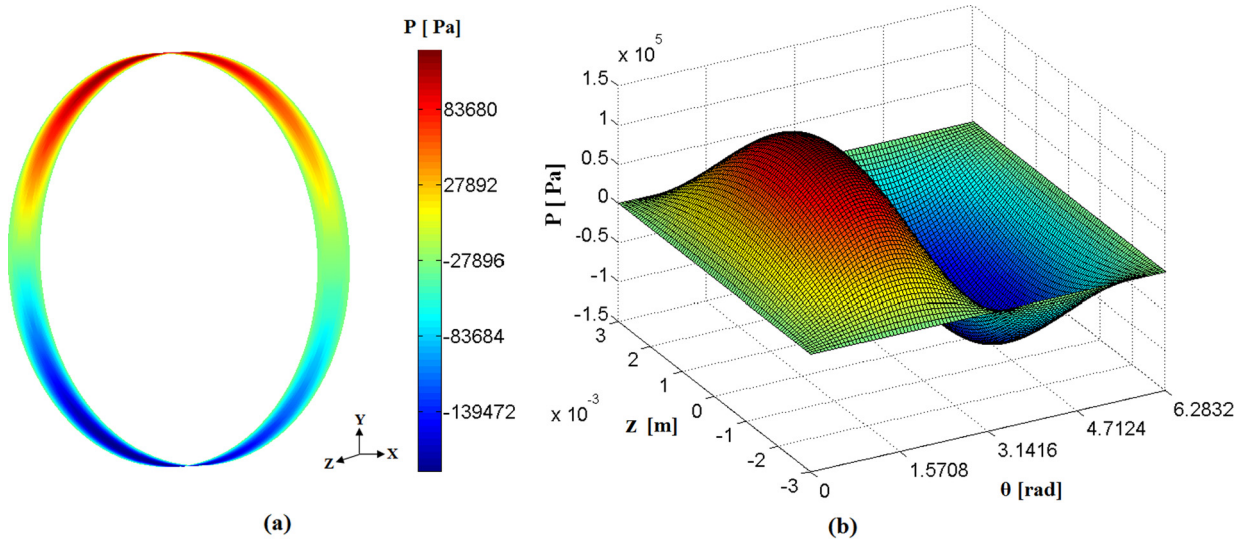 P [ Pa]
83680
27892
-27896
-83684
-139472
Y
Z
X
(a)
x 10^5
1.5
1
0.5
0
-0.5
-1
-1.5
P [ Pa]
3
2
1
0
-1
-2
-3
x 10^-3
Z [m]
0
1.5708
3.1416
4.7124
6.2832
θ [rad]
(b)